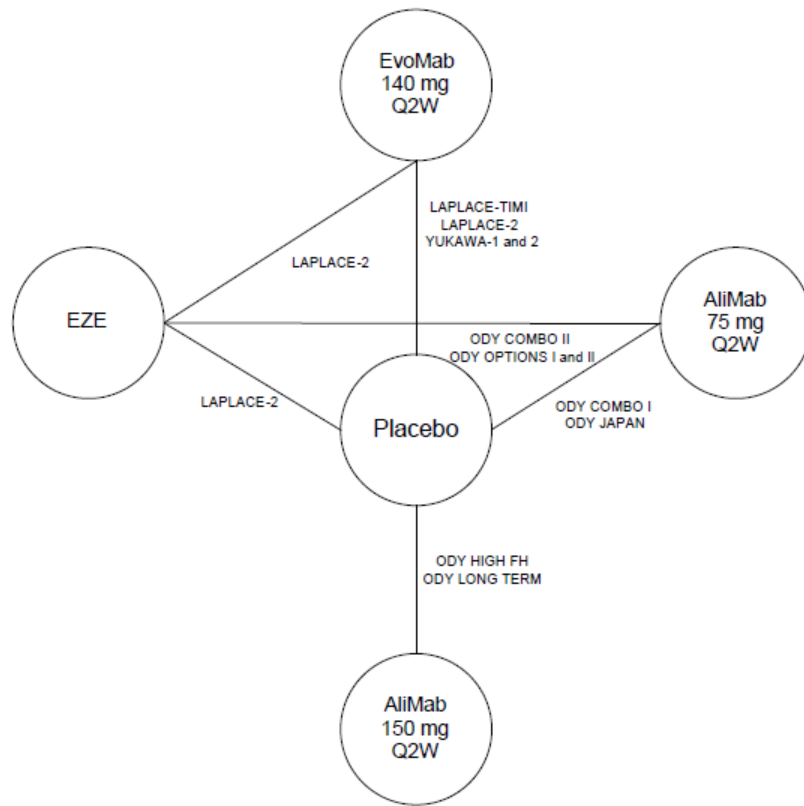 EvoMab
140 mg
Q2W
LAPLACE-TIMI
LAPLACE-2
YUKAWA-1 and 2
LAPLACE-2
EZE
AliMab
75 mg
Q2W
ODY COMBO II
ODY OPTIONS I and II
LAPLACE-2
Placebo
ODY COMBO I
ODY JAPAN
ODY HIGH FH
ODY LONG TERM
AliMab
150 mg
Q2W